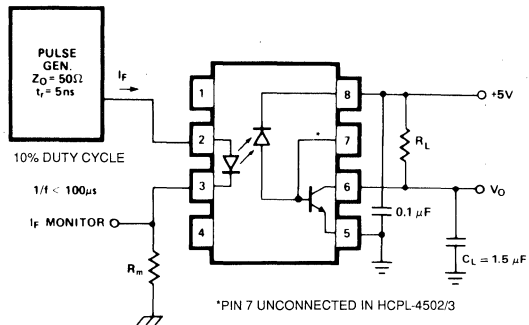 PULSE
GEN.
Z_O = 50Ω
t_r = 5ns
I_F
10% DUTY CYCLE
1/f < 100μs
I_F MONITOR
R_m
1
2
3
4
8
7
6
5
*
+5V
R_L
V_O
0.1 μF
C_L = 1.5 μF
*PIN 7 UNCONNECTED IN HCPL-4502/3